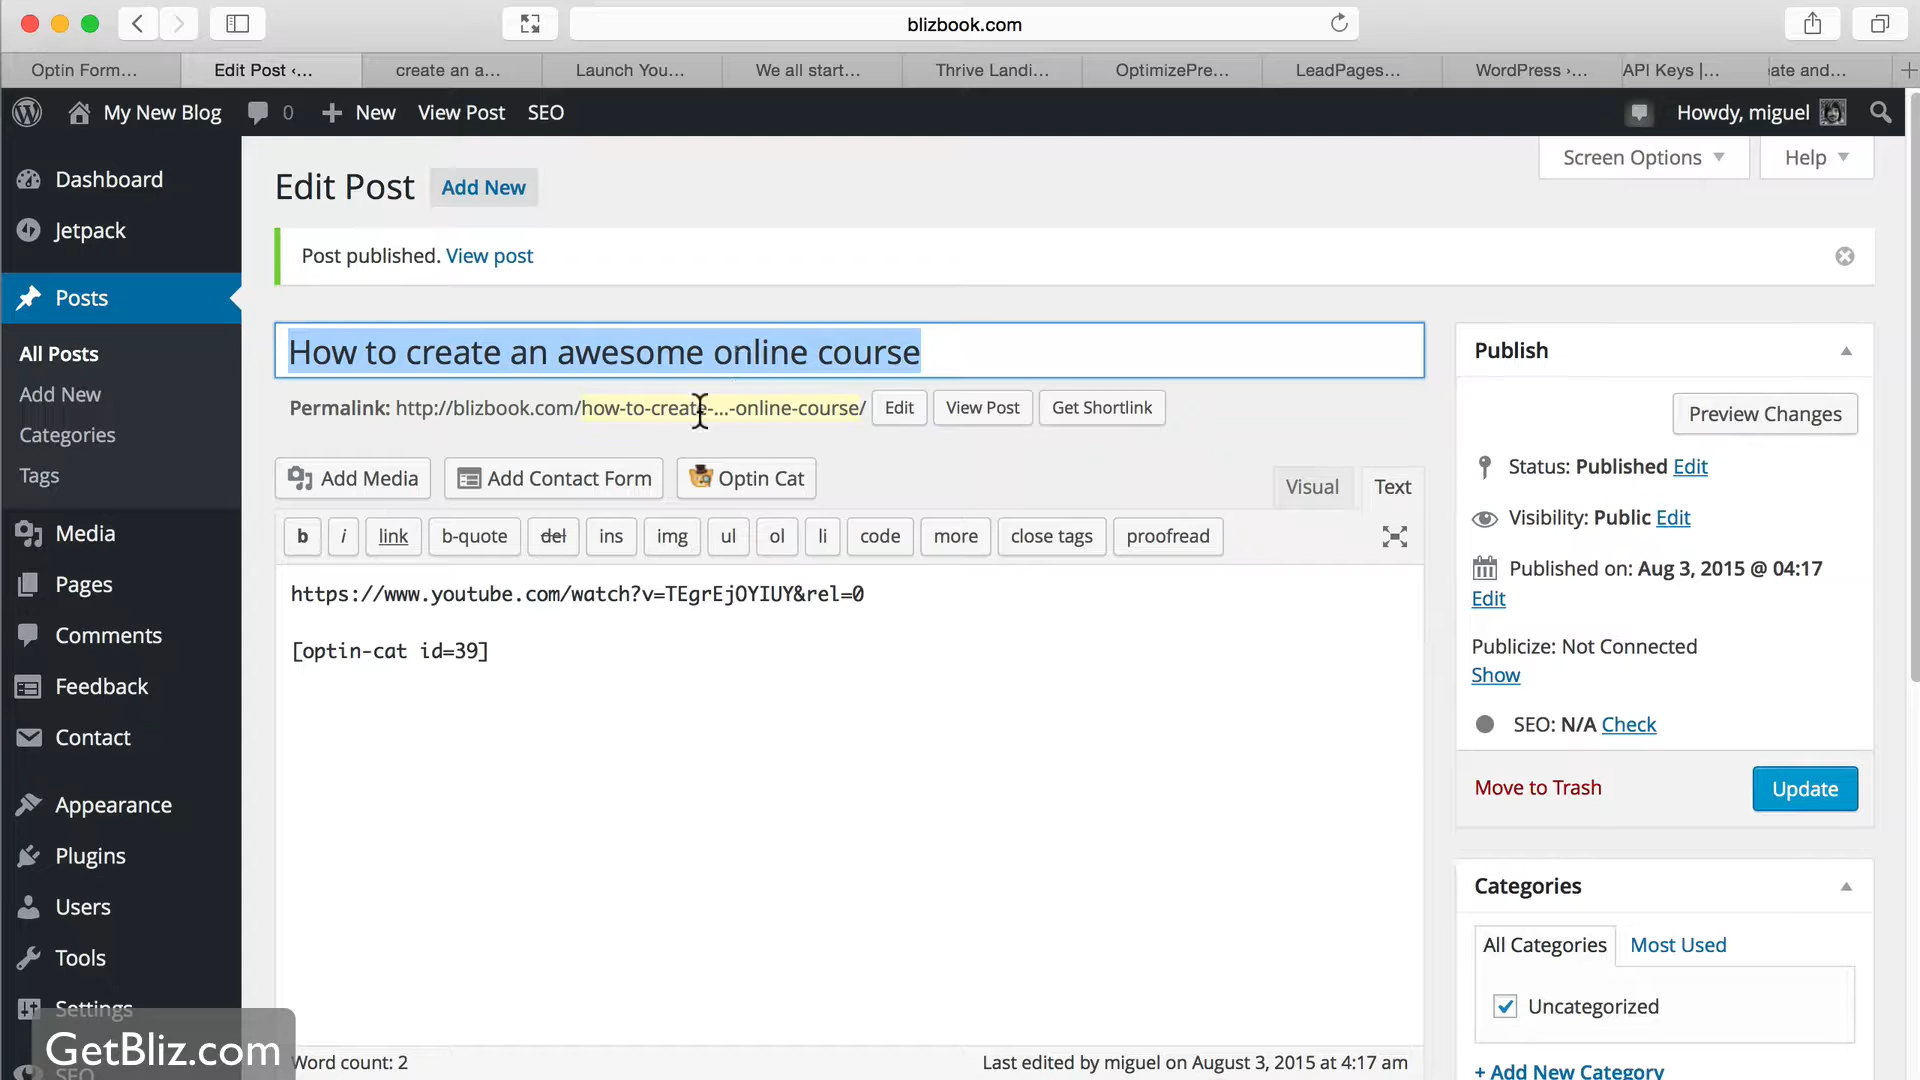 blizbook.com
Optin Form...
Edit Post ‹...
create an a...
Launch You...
We all start...
Thrive Landi...
OptimizePre...
LeadPages...
WordPress ›...
API Keys |...
ate and...
My New Blog
0
New
View Post
SEO
Howdy, miguel
Screen Options
Help
Dashboard
Jetpack
Posts
All Posts
Add New
Categories
Tags
Media
Pages
Comments
Feedback
Contact
Appearance
Plugins
Users
Tools
Settings
SEO
Edit Post
Add New
Post published. View post
How to create an awesome online course
Permalink: http://blizbook.com/how-to-create-...-online-course/
Edit
View Post
Get Shortlink
Add Media
Add Contact Form
Optin Cat
Visual
Text
b
i
link
b-quote
del
ins
img
ul
ol
li
code
more
close tags
proofread
https://www.youtube.com/watch?v=TEgrEjOYIUY&rel=0
[optin-cat id=39]
Word count: 2
Last edited by miguel on August 3, 2015 at 4:17 am
Publish
Preview Changes
Status: Published Edit
Visibility: Public Edit
Published on: Aug 3, 2015 @ 04:17
Edit
Publicize: Not Connected
Show
SEO: N/A Check
Move to Trash
Update
Categories
All Categories
Most Used
Uncategorized
+ Add New Category
GetBliz.com